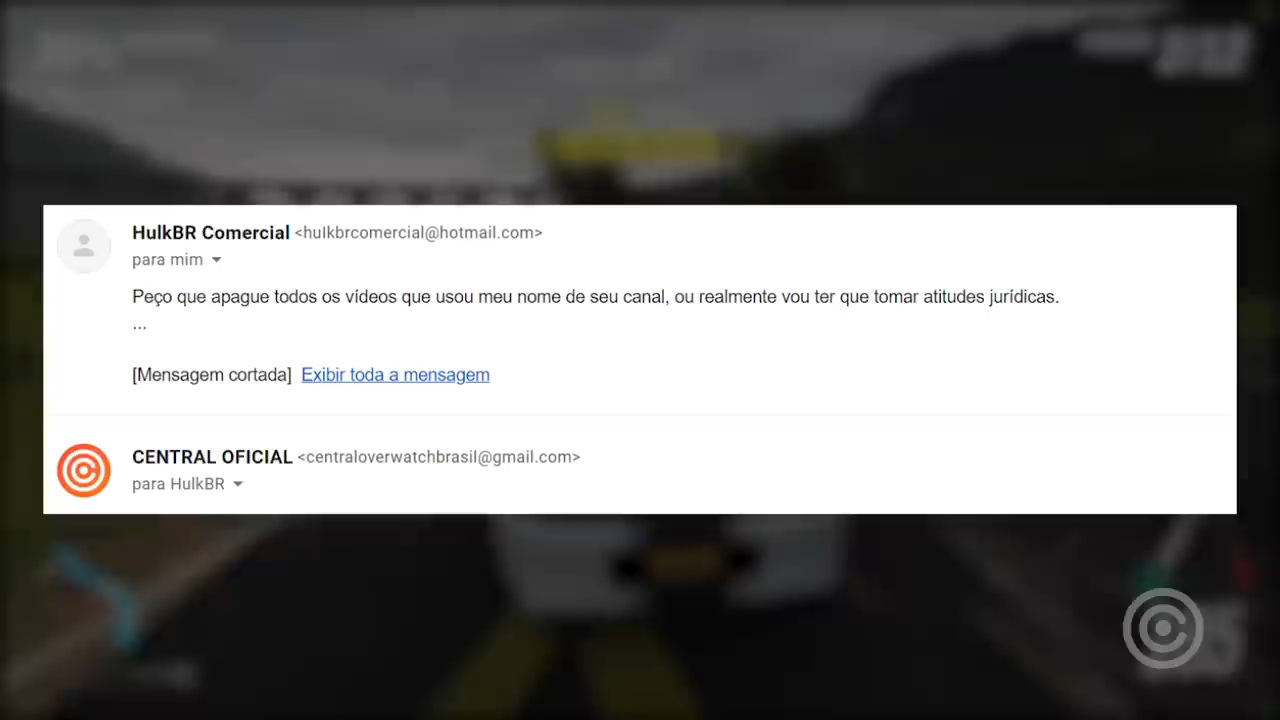 HulkBR Comercial <hulkbrcomercial@hotmail.com>
para mim
Peço que apague todos os vídeos que usou meu nome de seu canal, ou realmente vou ter que tomar atitudes jurídicas.
...
[Mensagem cortada] Exibir toda a mensagem
CENTRAL OFICIAL <centraloverwatchbrasil@gmail.com>
para HulkBR